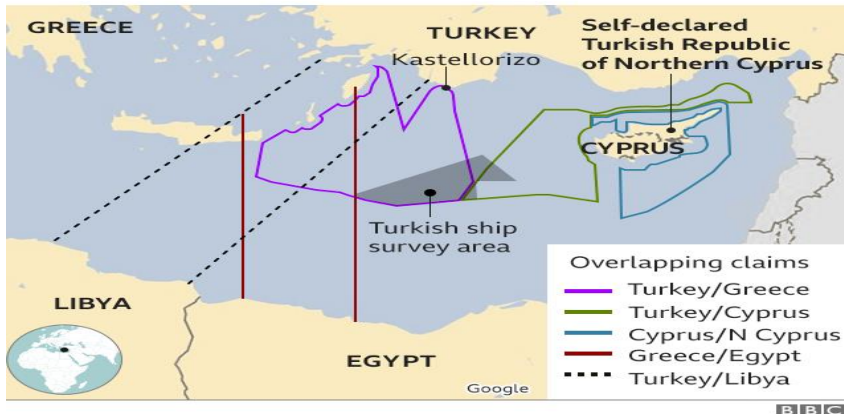 GREECE
TURKEY
Kastellorizo
Self-declared
Turkish Republic
of Northern Cyprus
CYPRUS
Turkish ship
survey area
LIBYA
EGYPT
Google
Overlapping claims
Turkey/Greece
Turkey/Cyprus
Cyprus/N Cyprus
Greece/Egypt
Turkey/Libya
BBC